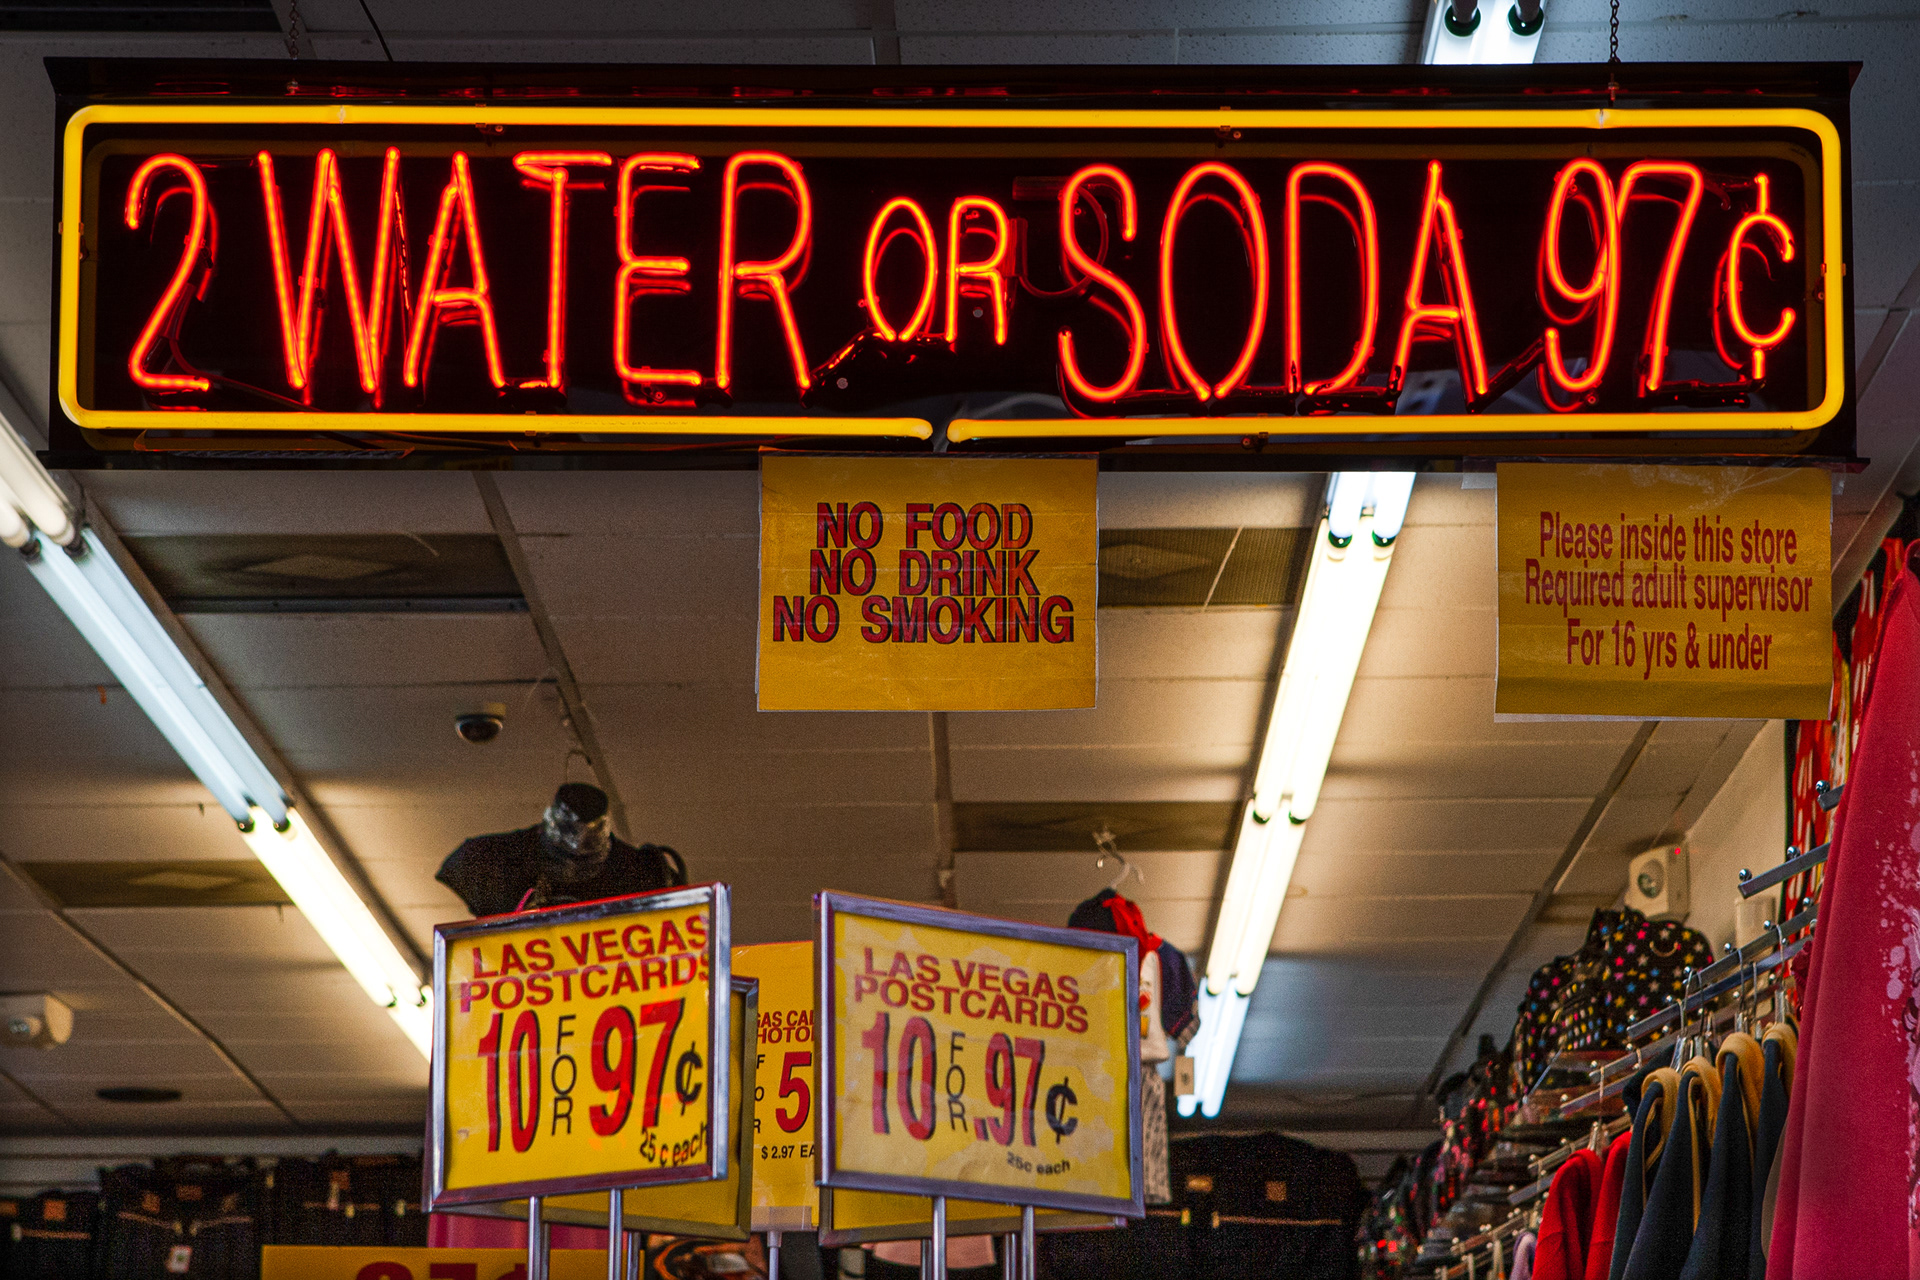 2 WATER OR SODA 97¢
NO FOOD
NO DRINK
NO SMOKING
Please inside this store
Required adult supervisor
For 16 yrs & under
LAS VEGAS
POSTCARDS
10 FOR 97¢
25¢ each
5
$2.97
LAS VEGAS
POSTCARDS
10 FOR .97¢
25¢ each